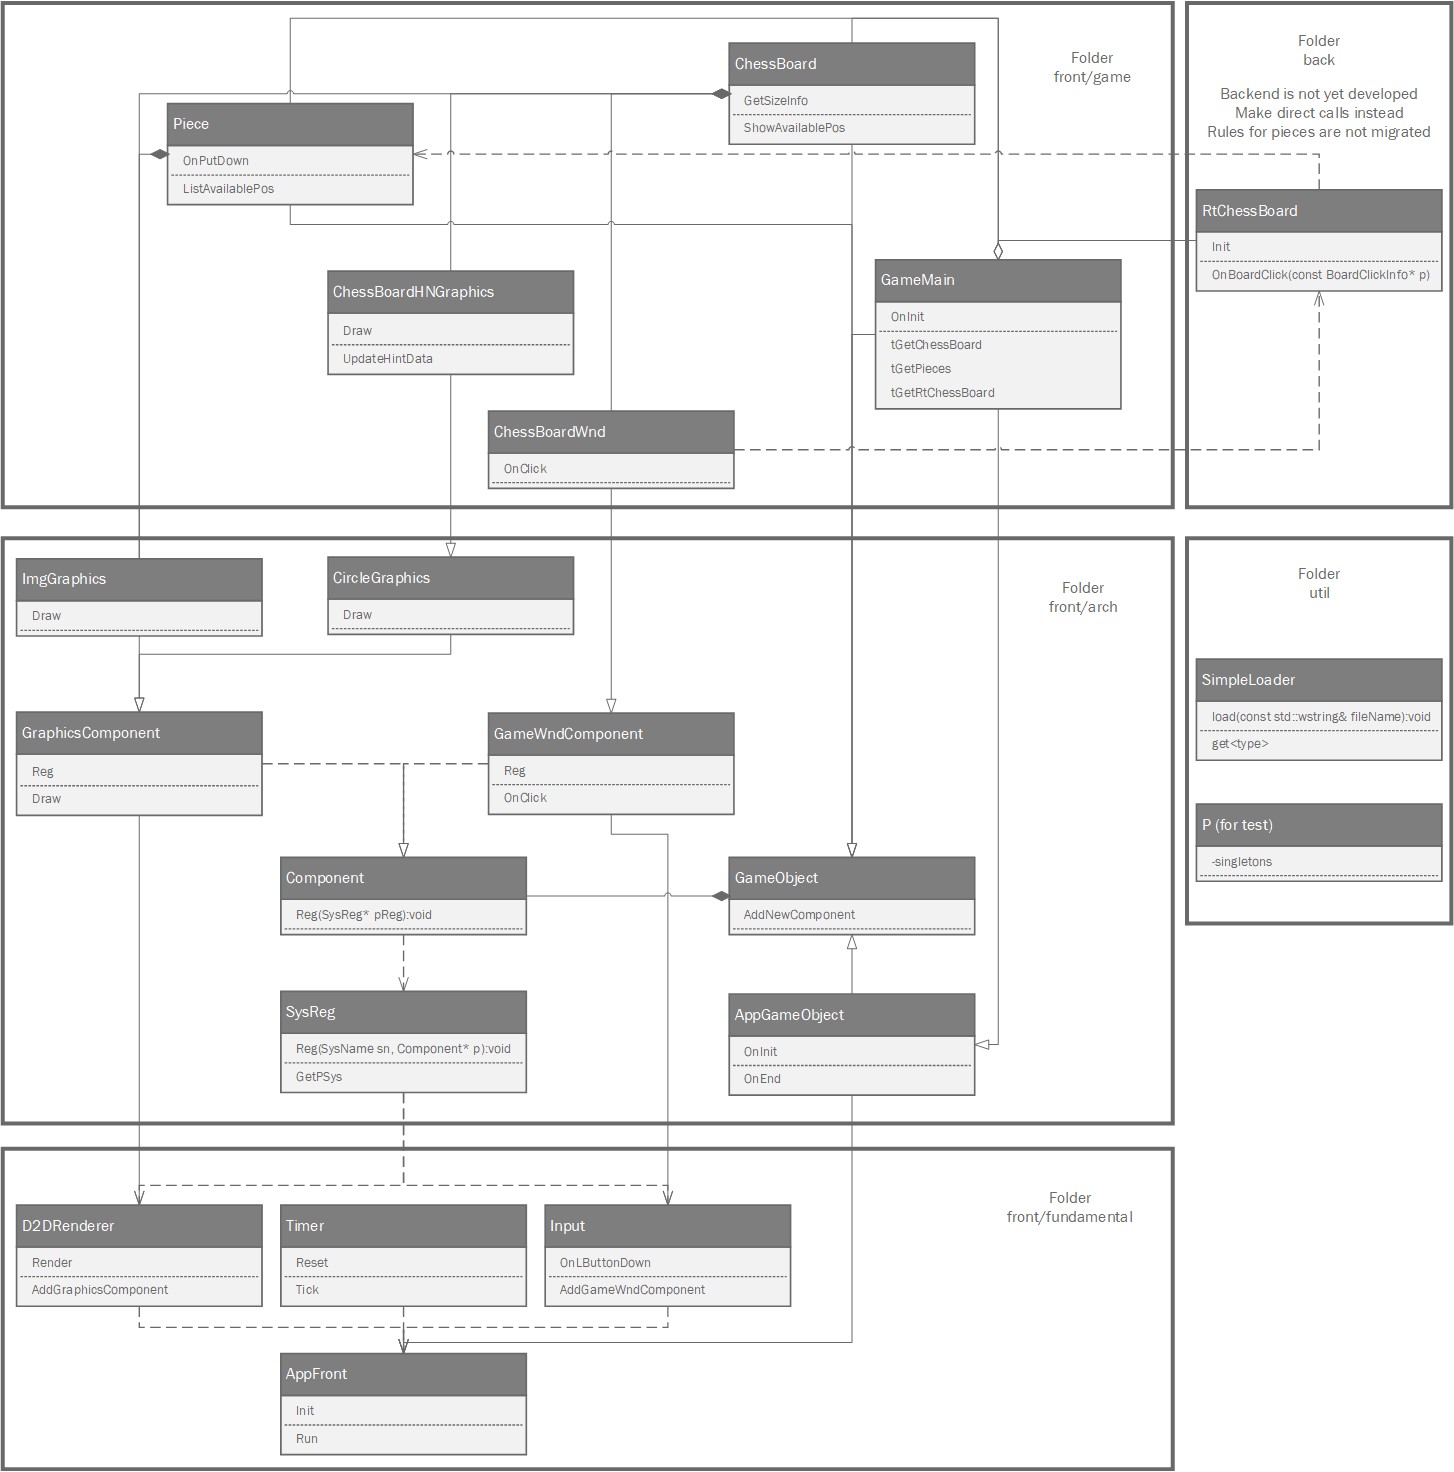 Folder
front/game
ChessBoard
GetSizeInfo
ShowAvailablePos
Piece
OnPutDown
ListAvailablePos
ChessBoardHNGraphics
Draw
UpdateHintData
GameMain
OnInit
tGetChessBoard
tGetPieces
tGetRtChessBoard
ChessBoardWnd
OnClick
Folder
back
Backend is not yet developed
Make direct calls instead
Rules for pieces are not migrated
RtChessBoard
Init
OnBoardClick(const BoardClickInfo* p)
Folder
front/arch
ImgGraphics
Draw
CircleGraphics
Draw
GraphicsComponent
Reg
Draw
GameWndComponent
Reg
OnClick
Component
Reg(SysReg* pReg):void
GameObject
AddNewComponent
SysReg
Reg(SysName sn, Component* p):void
GetPSys
AppGameObject
OnInit
OnEnd
Folder
util
SimpleLoader
load(const std::wstring& fileName):void
get<type>
P (for test)
-singletons
Folder
front/fundamental
D2DRenderer
Render
AddGraphicsComponent
Timer
Reset
Tick
Input
OnLButtonDown
AddGameWndComponent
AppFront
Init
Run